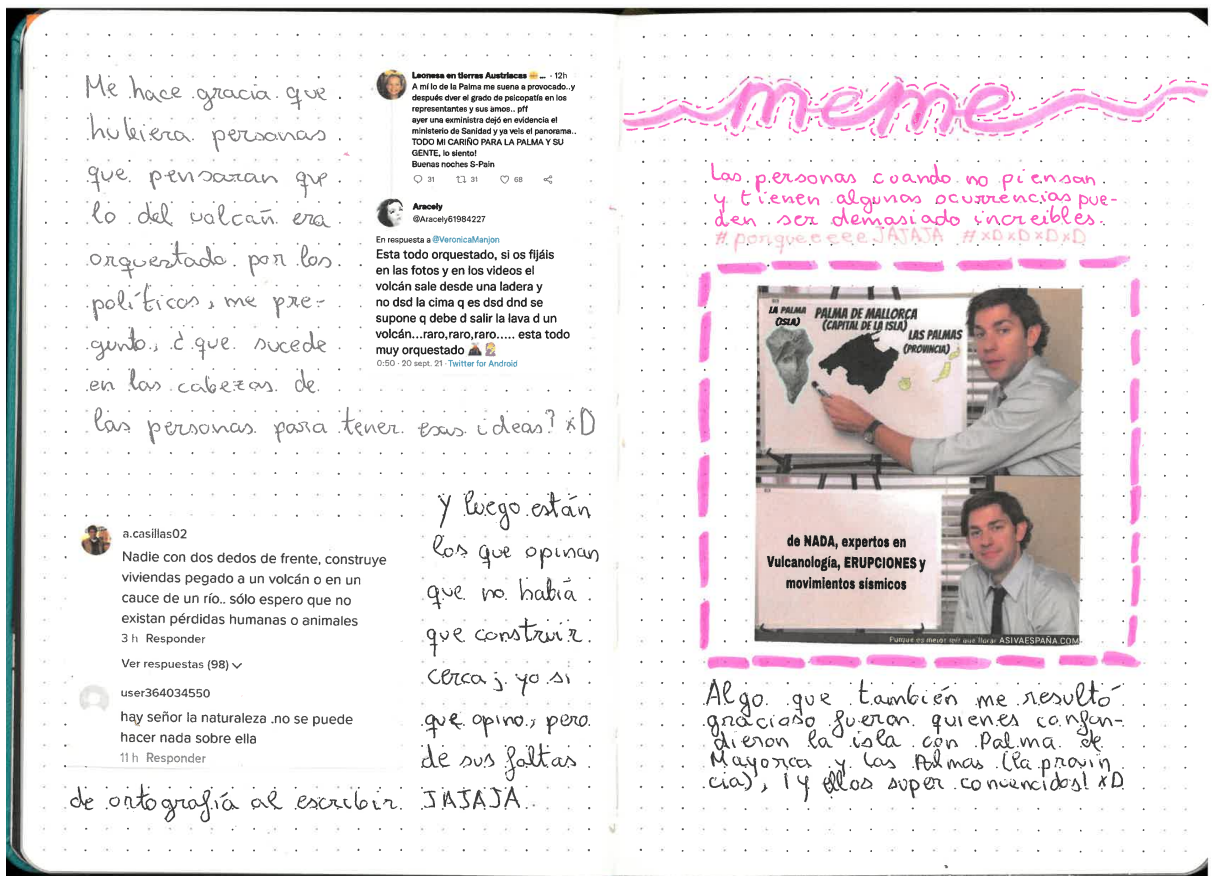 Me hace gracia que
hubiera personas
que pensaran que
lo del volcañ era
orquestado por los
políticos, me pre-
gunto, ¿que sucede
en las cabezas de
las personas para tener esas ideas? xD
Leonesa en tierras Austriacas ... · 12h
A mí lo de la Palma me suena a provocado..y
después dver el grado de psicopatía en los
representantes y sus amos.. pff
ayer una exministra dejó en evidencia el
ministerio de Sanidad y ya veis el panorama..
TODO MI CARIÑO PARA LA PALMA Y SU
GENTE, lo siento!
Buenas noches S-Pain
31 31 68
Aracely
@Aracely61984227
En respuesta a @VeronicaManjon
Esta todo orquestado, si os fijáis
en las fotos y en los videos el
volcán sale desde una ladera y
no dsd la cima q es dsd dnd se
supone q debe d salir la lava d un
volcán...raro,raro,raro..... esta todo
muy orquestado
0:50 · 20 sept. 21 · Twitter for Android
a.casillas02
Nadie con dos dedos de frente, construye
viviendas pegado a un volcán o en un
cauce de un río.. sólo espero que no
existan pérdidas humanas o animales
3 h Responder
Ver respuestas (98)
user364034550
hay señor la naturaleza .no se puede
hacer nada sobre ella
11 h Responder
Y luego están
los que opinan
que no había
que construir
cerca j. yo si
que opino, pero
de sus faltas
de ortografía al escribir. JAJAJA
meme
Las personas cuando no piensan
y tienen algunas ocurrencias pue-
den ser demasiado increibles.
#porqueeeeeJAJAJA #xDxDxDxD
LA PALMA
(ISLA)
PALMA DE MALLORCA
(CAPITAL DE LA ISLA)
LAS PALMAS
(PROVINCIA)
de NADA, expertos en
Vulcanología, ERUPCIONES y
movimientos sísmicos
Porque es mejor reír que llorar ASIVAESPAÑA.COM
Algo que también me resultó
gracioso fueron quienes confun-
dieron la isla con Palma de
Mayorca y Las Palmas (la provin
cia), ¡Y ellos super convencidos! xD